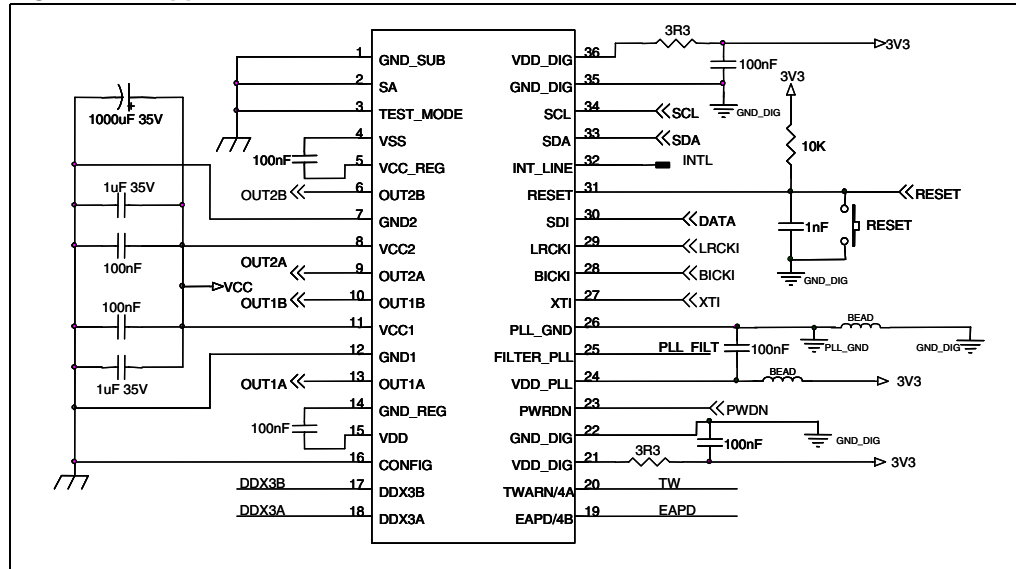 1 GND_SUB
2 SA
3 TEST_MODE
4 VSS
5 VCC_REG
6 OUT2B
7 GND2
8 VCC2
9 OUT2A
10 OUT1B
11 VCC1
12 GND1
13 OUT1A
14 GND_REG
15 VDD
16 CONFIG
17 DDX3B
18 DDX3A
VDD_DIG 36
GND_DIG 35
SCL 34
SDA 33
INT_LINE 32
RESET 31
SDI 30
LRCKI 29
BICKI 28
XTI 27
PLL_GND 26
FILTER_PLL 25
VDD_PLL 24
PWRDN 23
GND_DIG 22
VDD_DIG 21
TWARN/4A 20
EAPD/4B 19
1000uF 35V
+
100nF
1uF 35V
OUT2B
100nF
OUT2A
VCC
OUT1B
100nF
1uF 35V
OUT1A
100nF
DDX3B
DDX3A
3R3
3V3
100nF
3V3
GND_DIG
SCL
SDA
10K
INTL
RESET
DATA
1nF
RESET
LRCKI
BICKI
GND_DIG
XTI
BEAD
PLL_FILT
100nF
PLL_GND
GND_DIG
BEAD
3V3
PWDN
100nF
GND_DIG
3R3
3V3
TW
EAPD